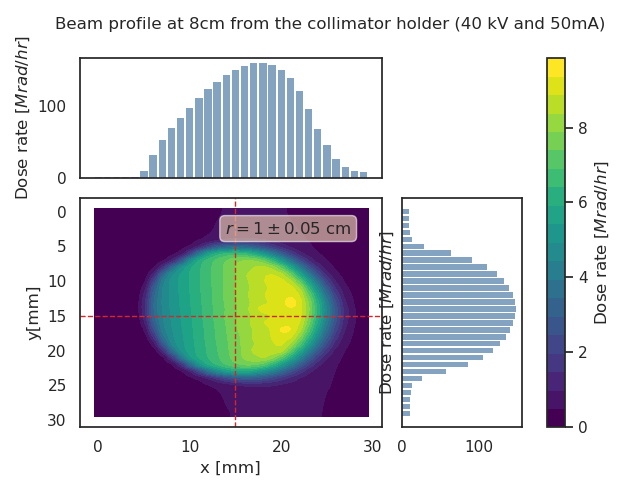 Beam profile at 8cm from the collimator holder (40 kV and 50mA)
Dose rate [Mrad/hr]
100
0
0
5
10
15
20
25
30
y[mm]
r = 1 ± 0.05 cm
0
10
20
30
x [mm]
Dose rate [Mrad/hr]
0
100
8
6
4
2
0
Dose rate [Mrad/hr]